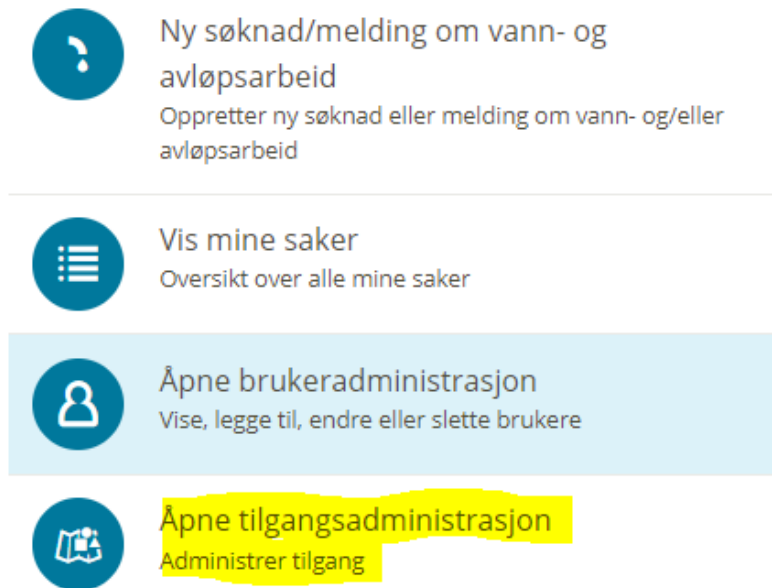 Ny søknad/melding om vann- og
avløpsarbeid
Oppretter ny søknad eller melding om vann- og/eller
avløpsarbeid
Vis mine saker
Oversikt over alle mine saker
Åpne brukeradministrasjon
Vise, legge til, endre eller slette brukere
Åpne tilgangsadministrasjon
Administrer tilgang